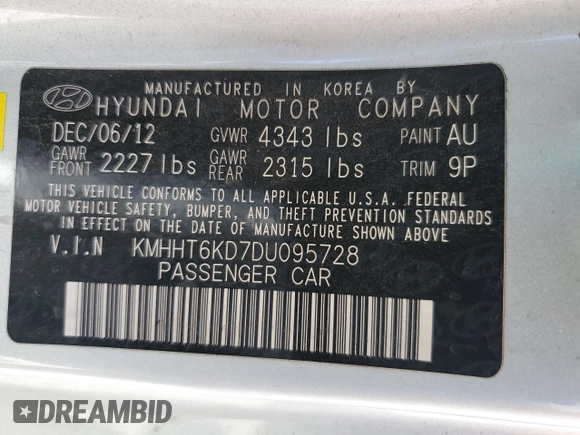 MANUFACTURED IN KOREA BY
HYUNDAI MOTOR COMPANY
DEC/06/12 GVWR 4343 lbs PAINT AU
GAWR FRONT 2227 lbs GAWR REAR 2315 lbs TRIM 9P
THIS VEHICLE CONFORMS TO ALL APPLICABLE U.S.A. FEDERAL
MOTOR VEHICLE SAFETY, BUMPER, AND THEFT PREVENTION STANDARDS
IN EFFECT ON THE DATE OF MANUFACTURE SHOWN ABOVE
V.I.N KMHHT6KD7DU095728
PASSENGER CAR
DREAMBID